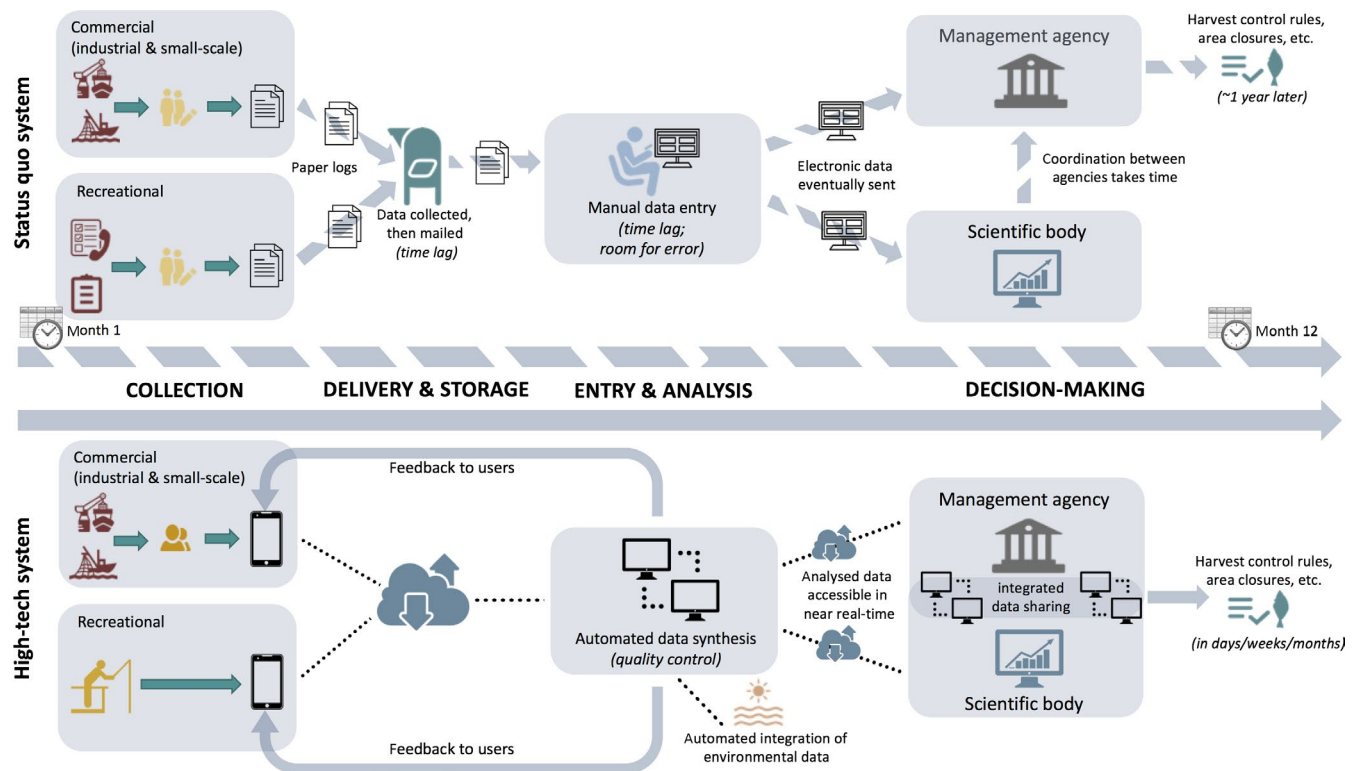 Status quo system
Commercial
(industrial & small-scale)
Recreational
Paper logs
Data collected,
then mailed
(time lag)
Manual data entry
(time lag;
room for error)
Electronic data
eventually sent
Management agency
Coordination between
agencies takes time
Scientific body
Harvest control rules,
area closures, etc.
(~1 year later)
Month 1
Month 12
COLLECTION
DELIVERY & STORAGE
ENTRY & ANALYSIS
DECISION-MAKING
High-tech system
Commercial
(industrial & small-scale)
Recreational
Feedback to users
Automated data synthesis
(quality control)
Feedback to users
Automated integration of
environmental data
Analysed data
accessible in
near real-time
Management agency
integrated
data sharing
Scientific body
Harvest control rules,
area closures, etc.
(in days/weeks/months)